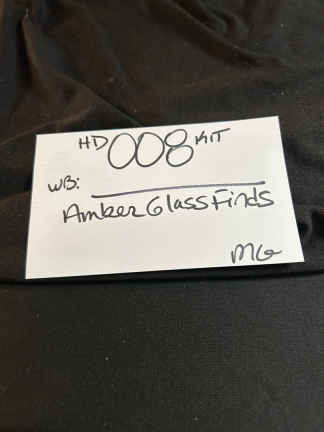 HD 008 KIT
WB:
AmberGlassFinds
MG